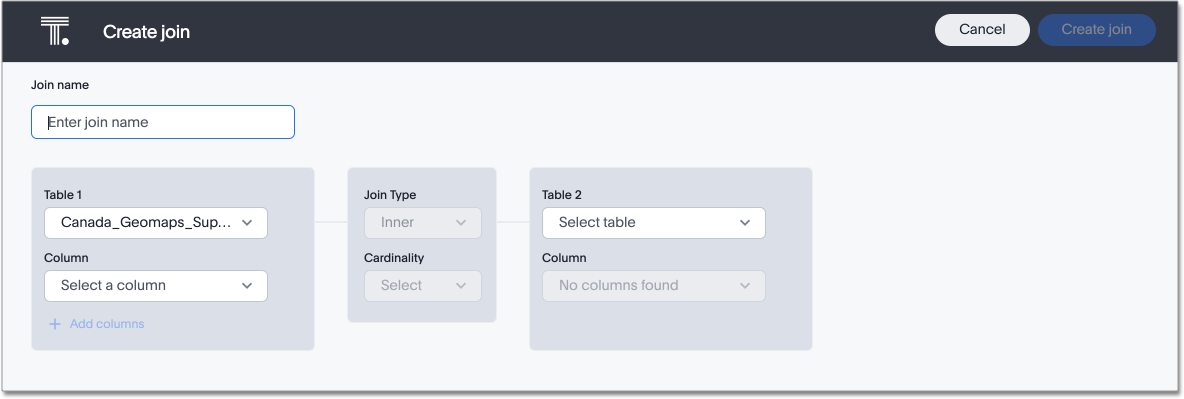 T.
Create join
Cancel
Create join
Join name
Enter join name
Table 1
Canada_Geomaps_Sup...
Column
Select a column
+ Add columns
Join Type
Inner
Cardinality
Select
Table 2
Select table
Column
No columns found